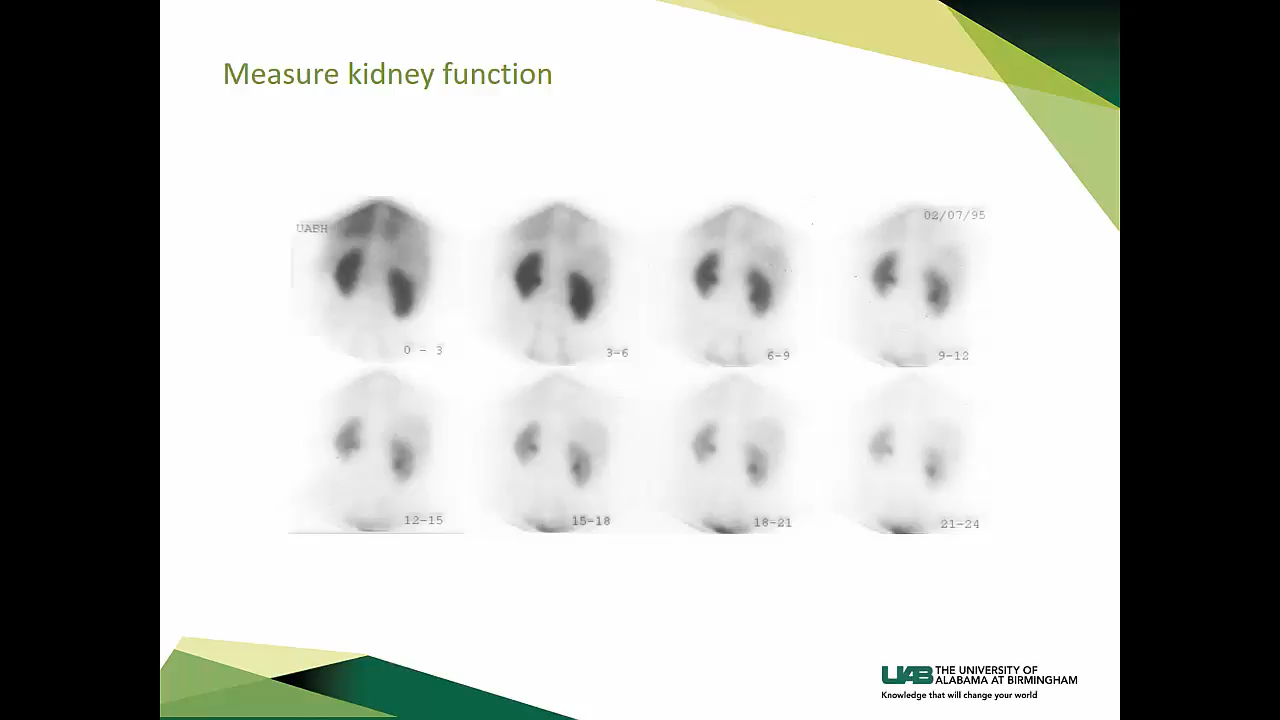 Measure kidney function
UABH
02/07/95
0 - 3
3-6
6-9
9-12
12-15
15-18
18-21
21-24
UAB THE UNIVERSITY OF
ALABAMA AT BIRMINGHAM
Knowledge that will change your world